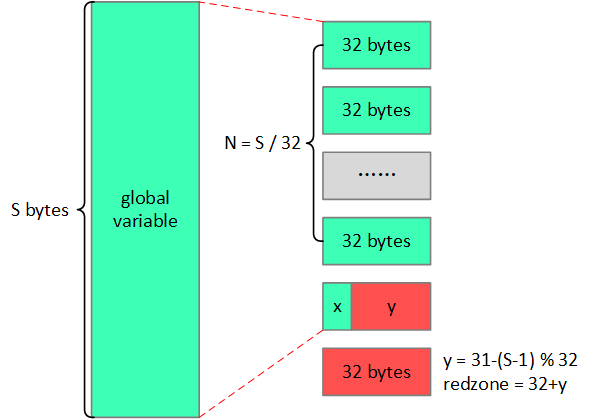 32 bytes
32 bytes
N = S / 32
......
S bytes
global
variable
32 bytes
x
y
32 bytes
y = 31-(S-1) % 32
redzone = 32+y